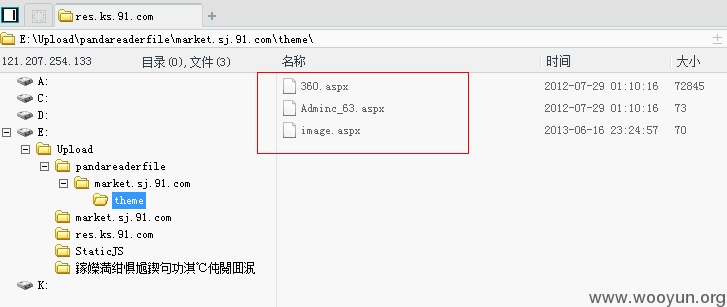 res.ks.91.com
E:\Upload\pandareaderfile\market.sj.91.com\theme\
121.207.254.133 目录(0),文件(3) 名称 时间 大小
A:
C:
D:
E:
Upload
pandareaderfile
market.sj.91.com
theme
market.sj.91.com
res.ks.91.com
StaticJS
K:
360.aspx 2012-07-29 01:10:16 72845
Adminc_63.aspx 2012-07-29 01:10:16 73
image.aspx 2013-06-16 23:24:57 70
www.wooyun.org